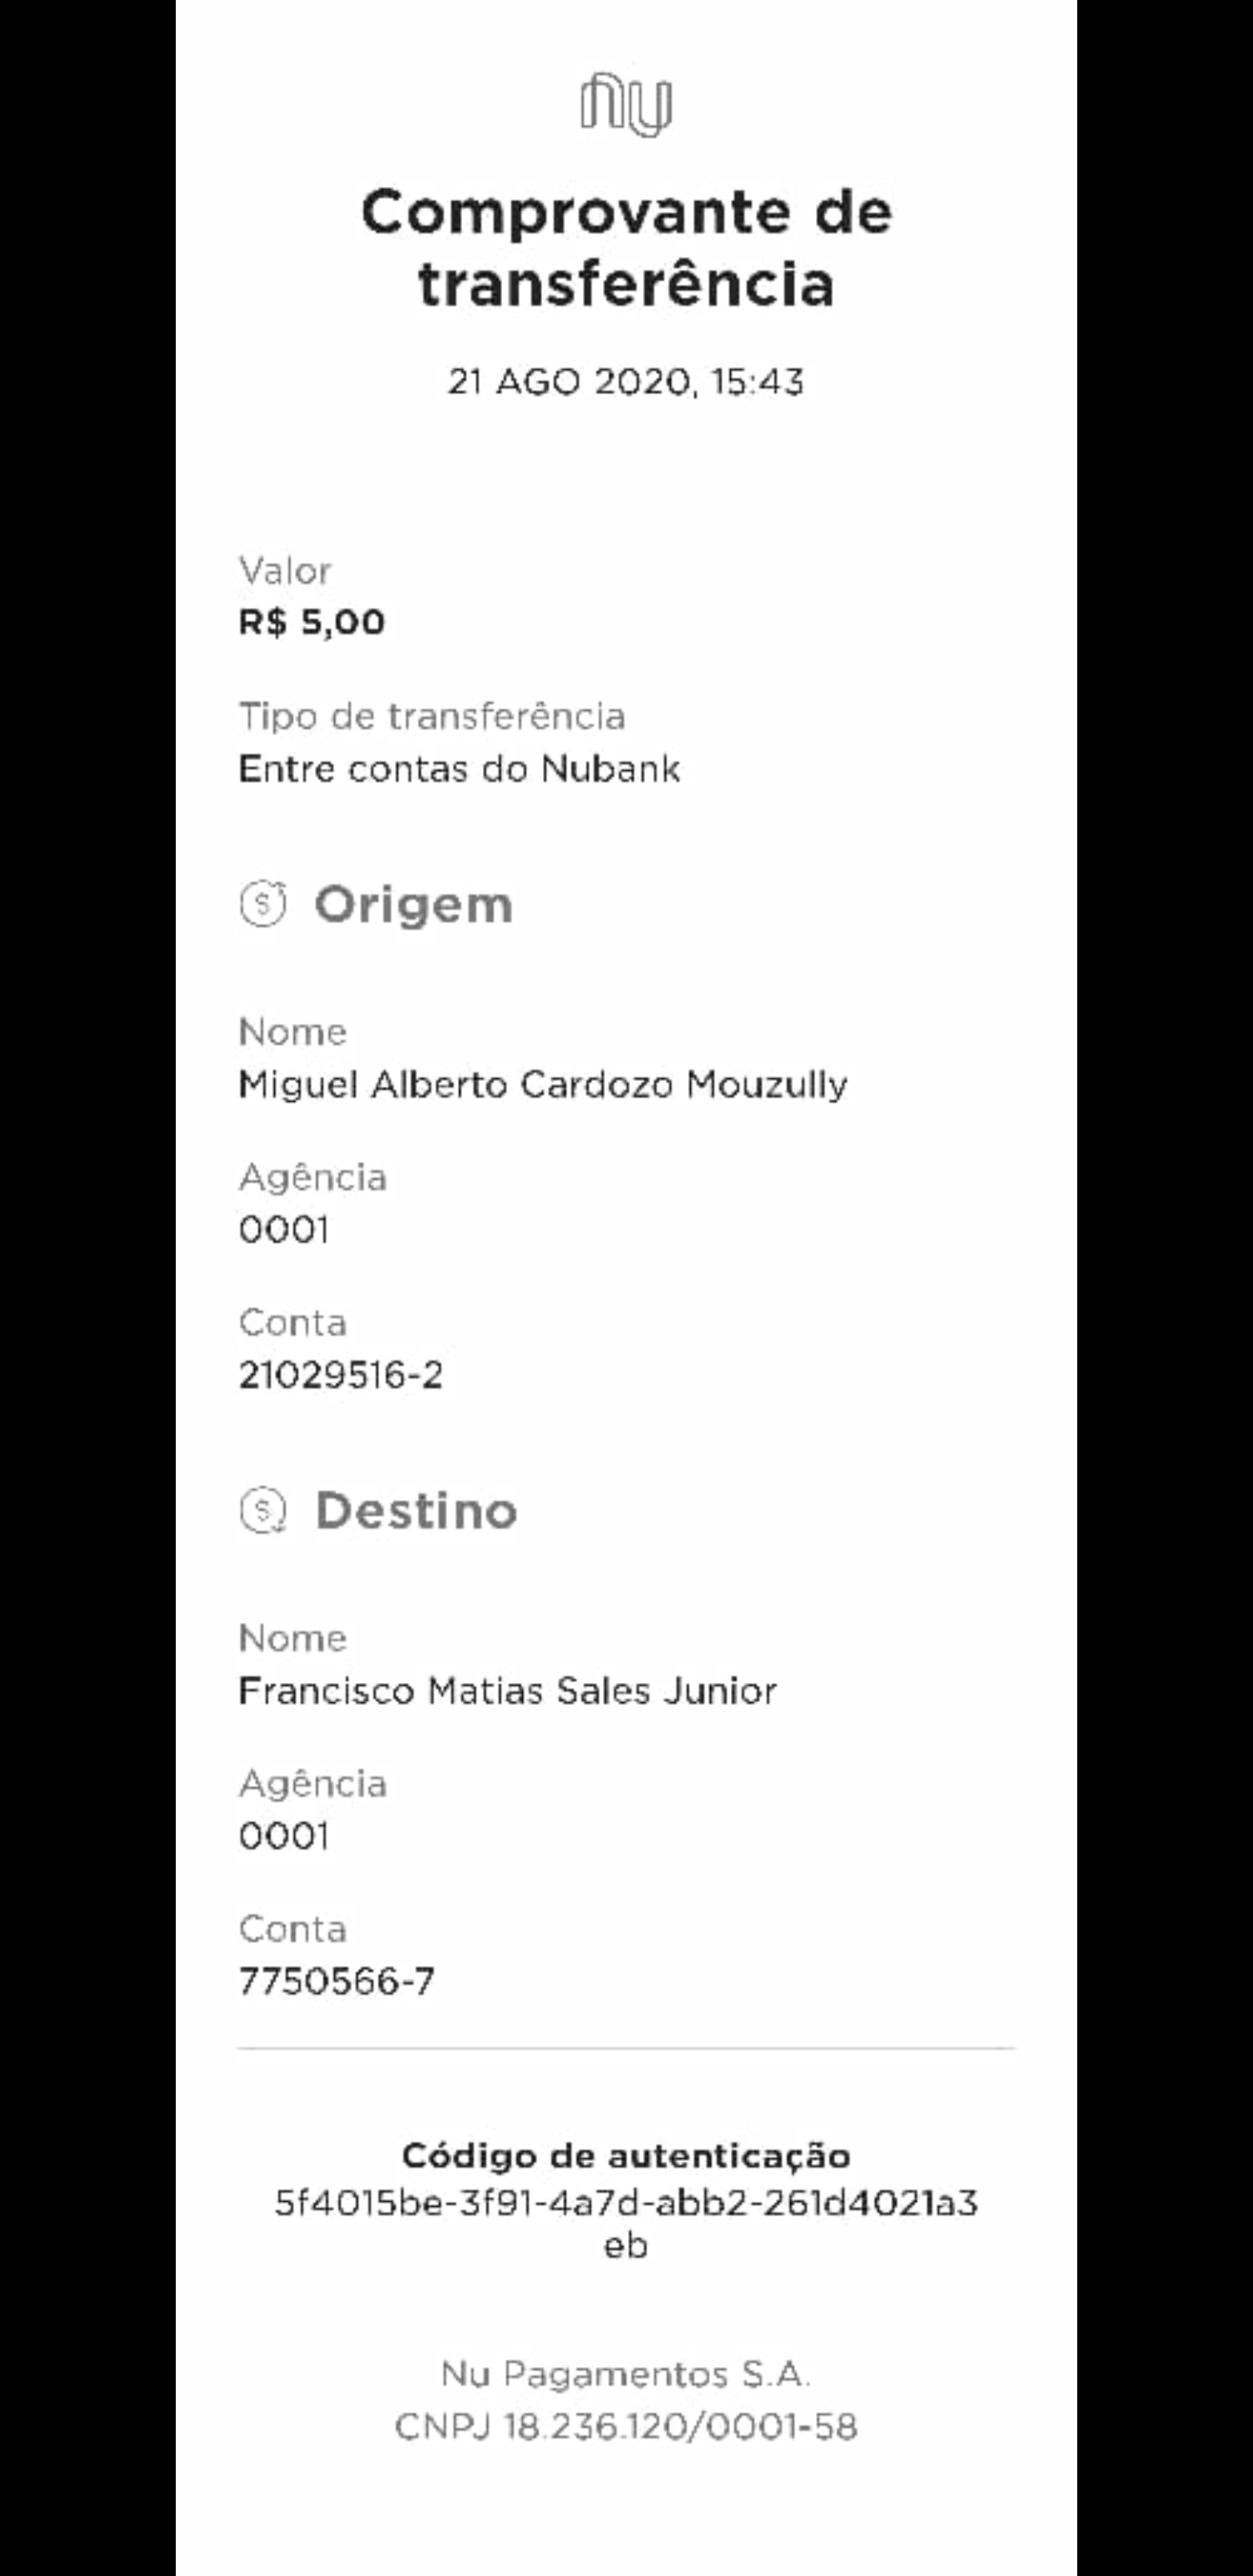 nu
Comprovante de
transferência
21 AGO 2020, 15:43
Valor
R$ 5,00
Tipo de transferência
Entre contas do Nubank
Origem
Nome
Miguel Alberto Cardozo Mouzully
Agência
0001
Conta
21029516-2
Destino
Nome
Francisco Matias Sales Junior
Agência
0001
Conta
7750566-7
Código de autenticação
5f4015be-3f91-4a7d-abb2-261d4021a3
eb
Nu Pagamentos S.A.
CNPJ 18.236.120/0001-58